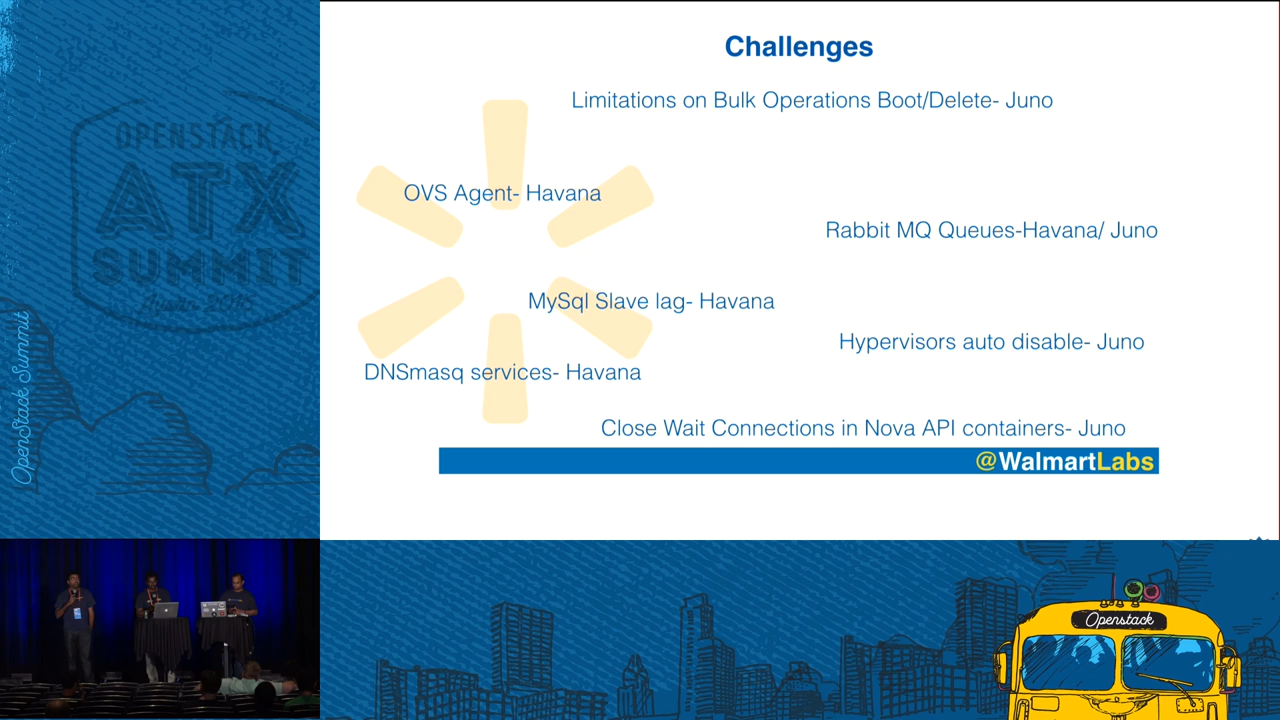 Challenges
Limitations on Bulk Operations Boot/Delete- Juno
OVS Agent- Havana
Rabbit MQ Queues-Havana/ Juno
MySql Slave lag- Havana
Hypervisors auto disable- Juno
DNSmasq services- Havana
Close Wait Connections in Nova API containers- Juno
@WalmartLabs
OPENSTACK
ATX
SUMMIT
Austin 2016
OpenStack Summit
Openstack